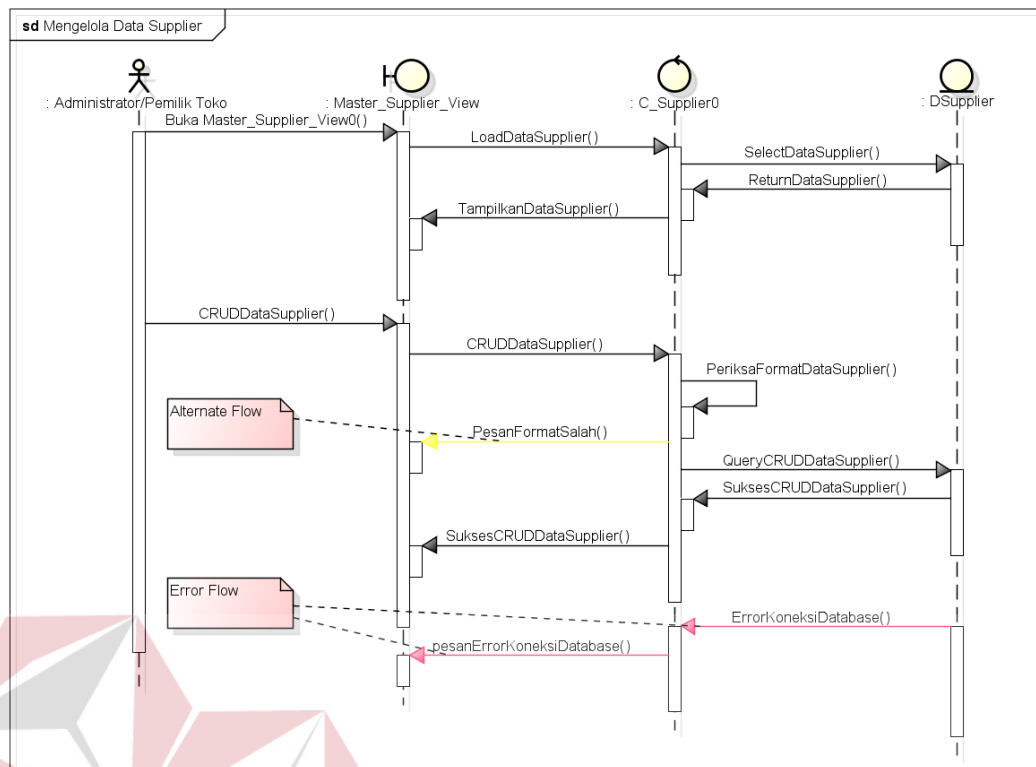 sd Mengelola Data Supplier
: Administrator/Pemilik Toko
: Master_Supplier_View
: C_Supplier0
: DSupplier
Buka Master_Supplier_View0()
LoadDataSupplier()
SelectDataSupplier()
ReturnDataSupplier()
TampilkanDataSupplier()
CRUDDataSupplier()
CRUDDataSupplier()
PeriksaFormatDataSupplier()
Alternate Flow
PesanFormatSalah()
QueryCRUDDataSupplier()
SuksesCRUDDataSupplier()
SuksesCRUDDataSupplier()
Error Flow
ErrorKoneksiDatabase()
pesanErrorKoneksiDatabase()